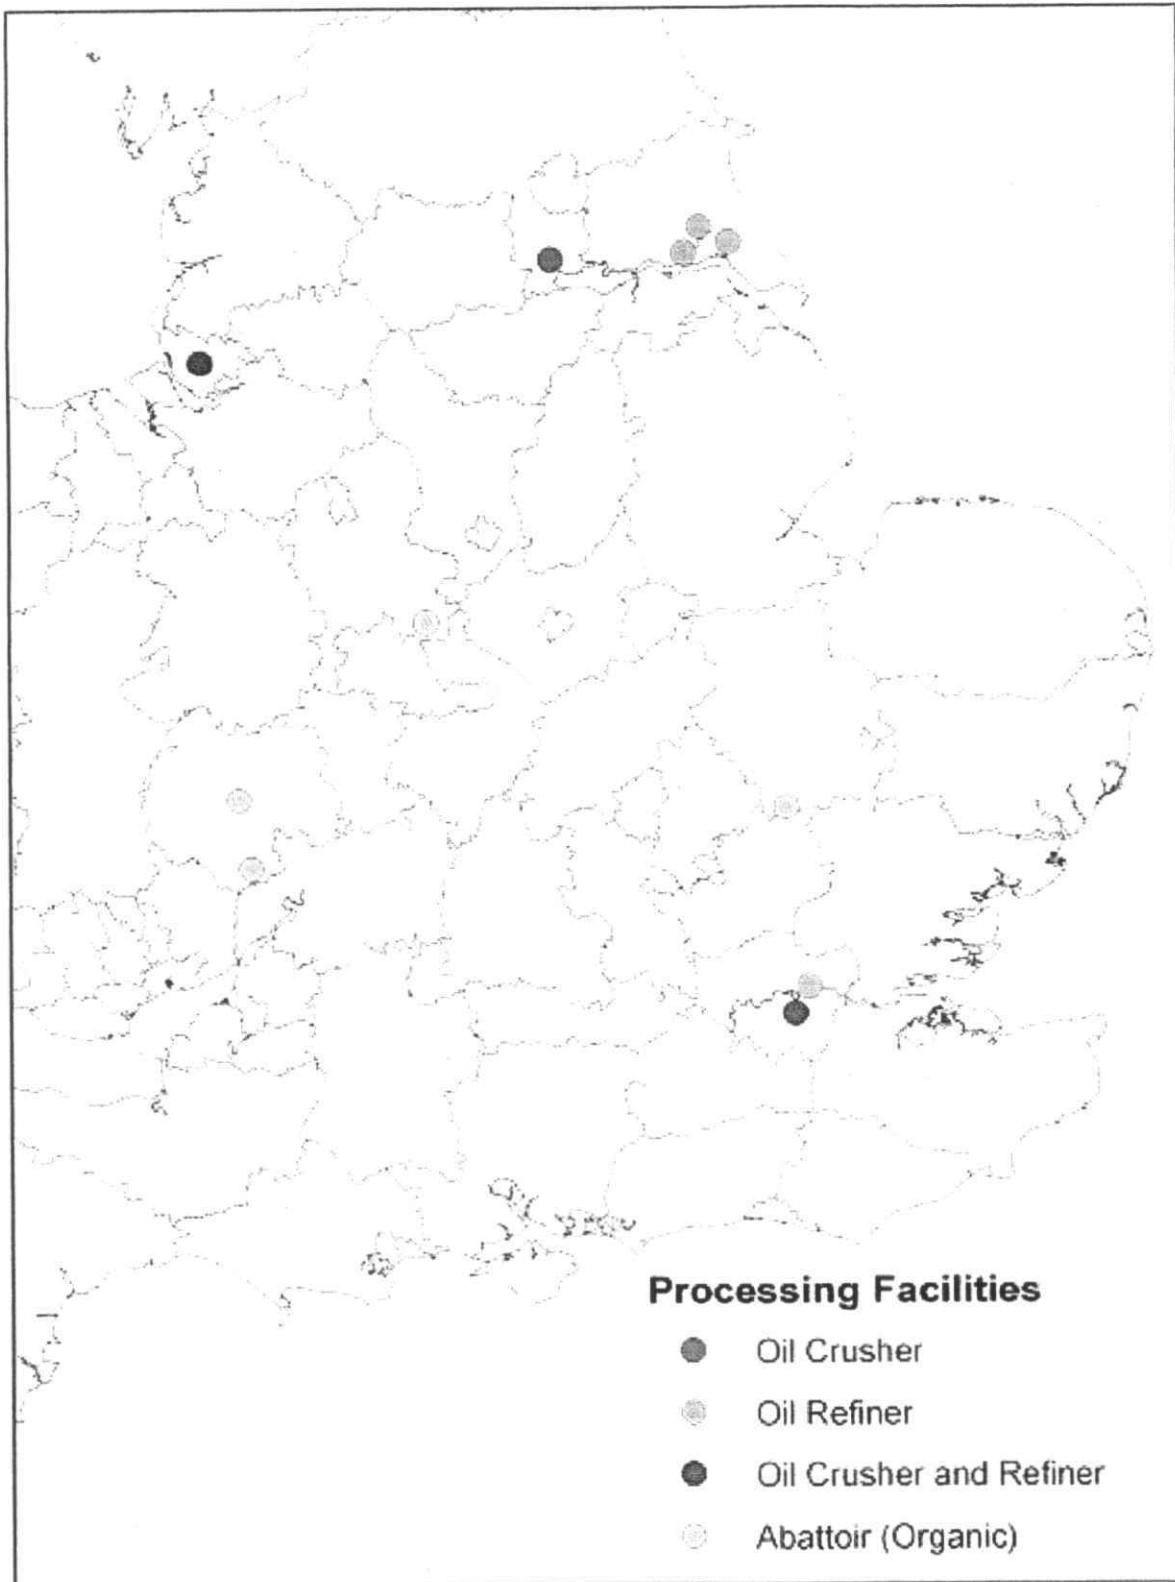 Processing Facilities
Oil Crusher
Oil Refiner
Oil Crusher and Refiner
Abattoir (Organic)